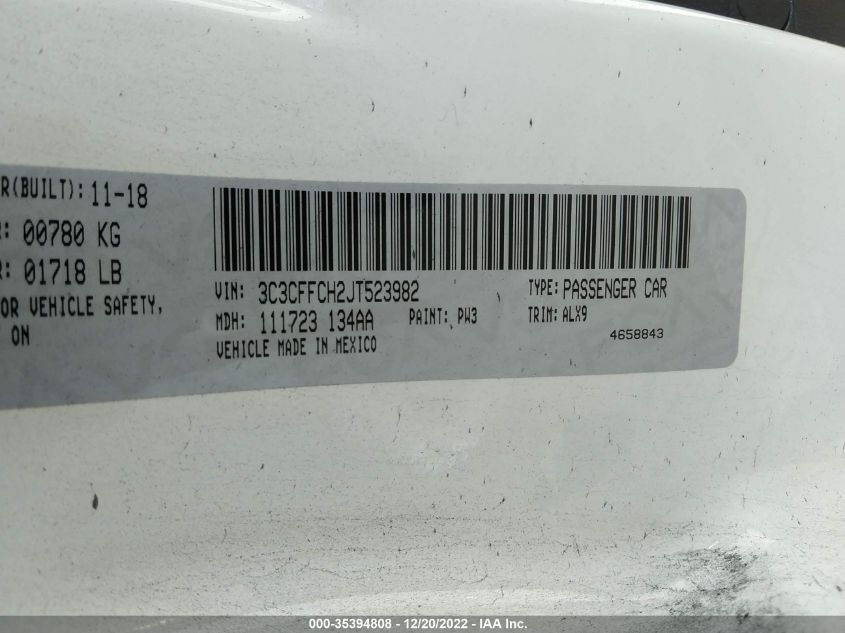 R(BUILT): 11-18
R: 00780 KG
R: 01718 LB
OR VEHICLE SAFETY,
ON
VIN: 3C3CFFCH2JT523982
TYPE: PASSENGER CAR
MDH: 111723 134AA
PAINT: PW3
TRIM: ALX9
VEHICLE MADE IN MEXICO
4658843
000-35394808 - 12/20/2022 - IAA Inc.